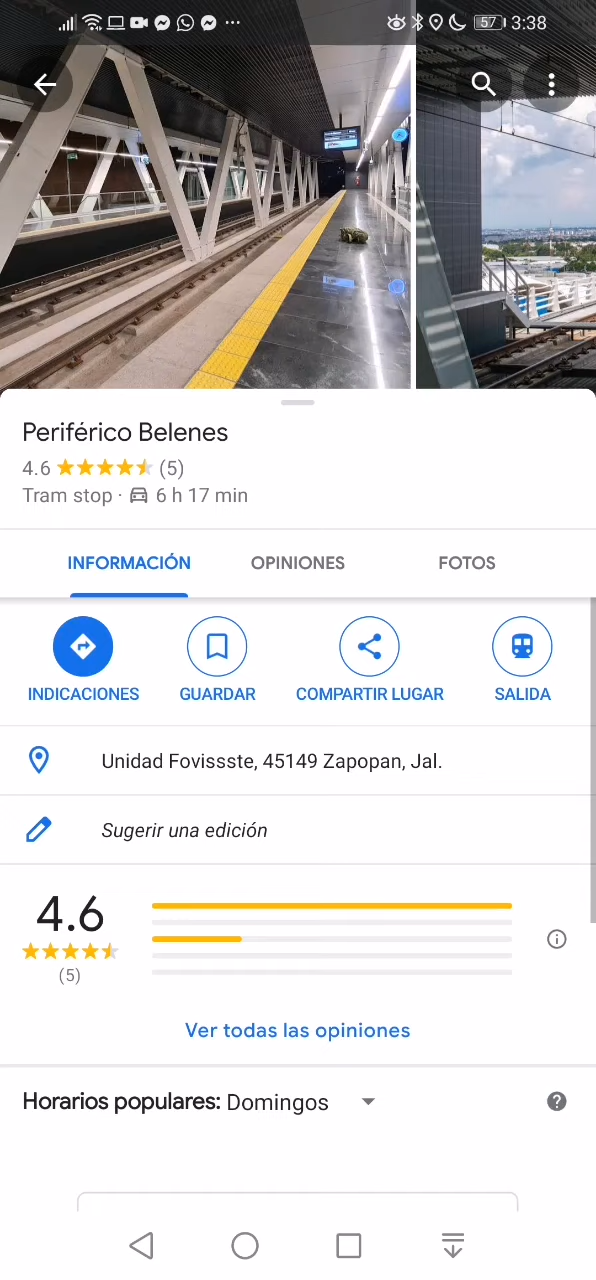 57 3:38
Periférico Belenes
4.6 (5)
Tram stop · 6 h 17 min
INFORMACIÓN OPINIONES FOTOS
INDICACIONES GUARDAR COMPARTIR LUGAR SALIDA
Unidad Fovissste, 45149 Zapopan, Jal.
Sugerir una edición
4.6
(5)
Ver todas las opiniones
Horarios populares: Domingos